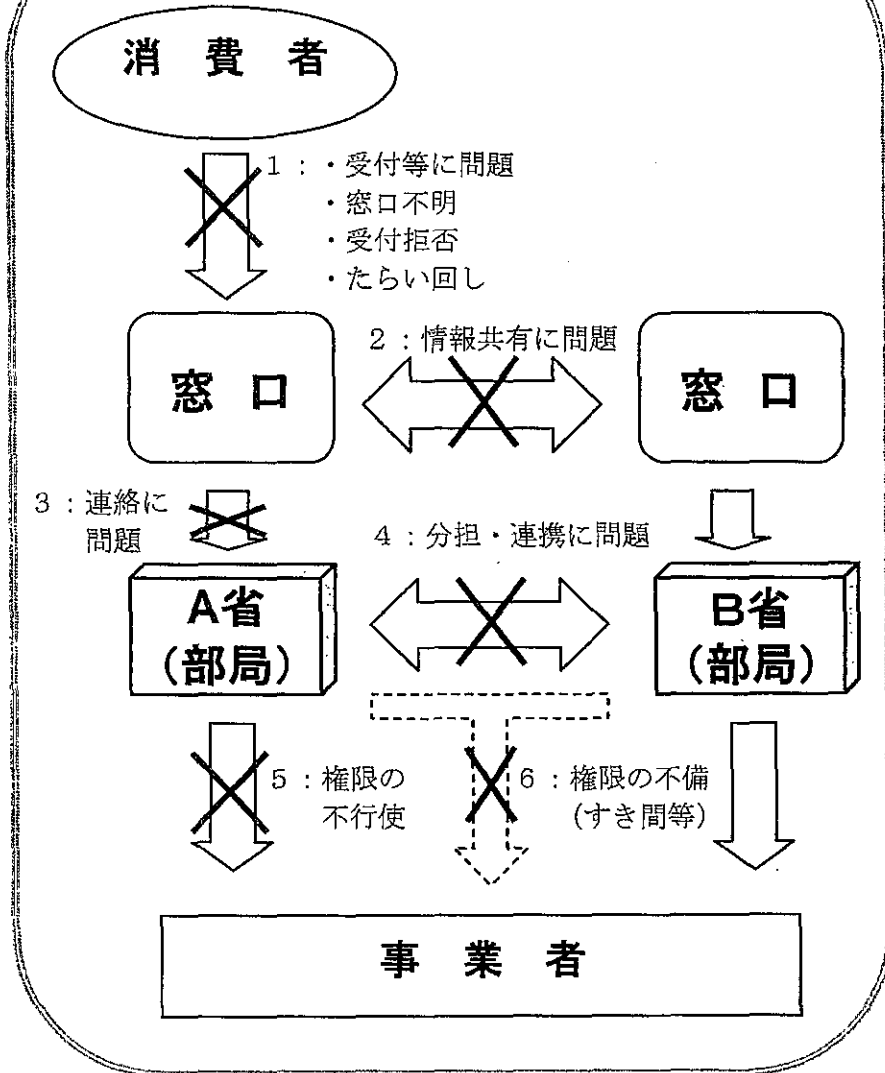 消 費 者
1：・受付等に問題
・窓口不明
・受付拒否
・たらい回し
2：情報共有に問題
窓 口
窓 口
3：連絡に
問題
4：分担・連携に問題
A省
(部局)
B省
(部局)
5：権限の
不行使
6：権限の不備
(すき間等)
事 業 者